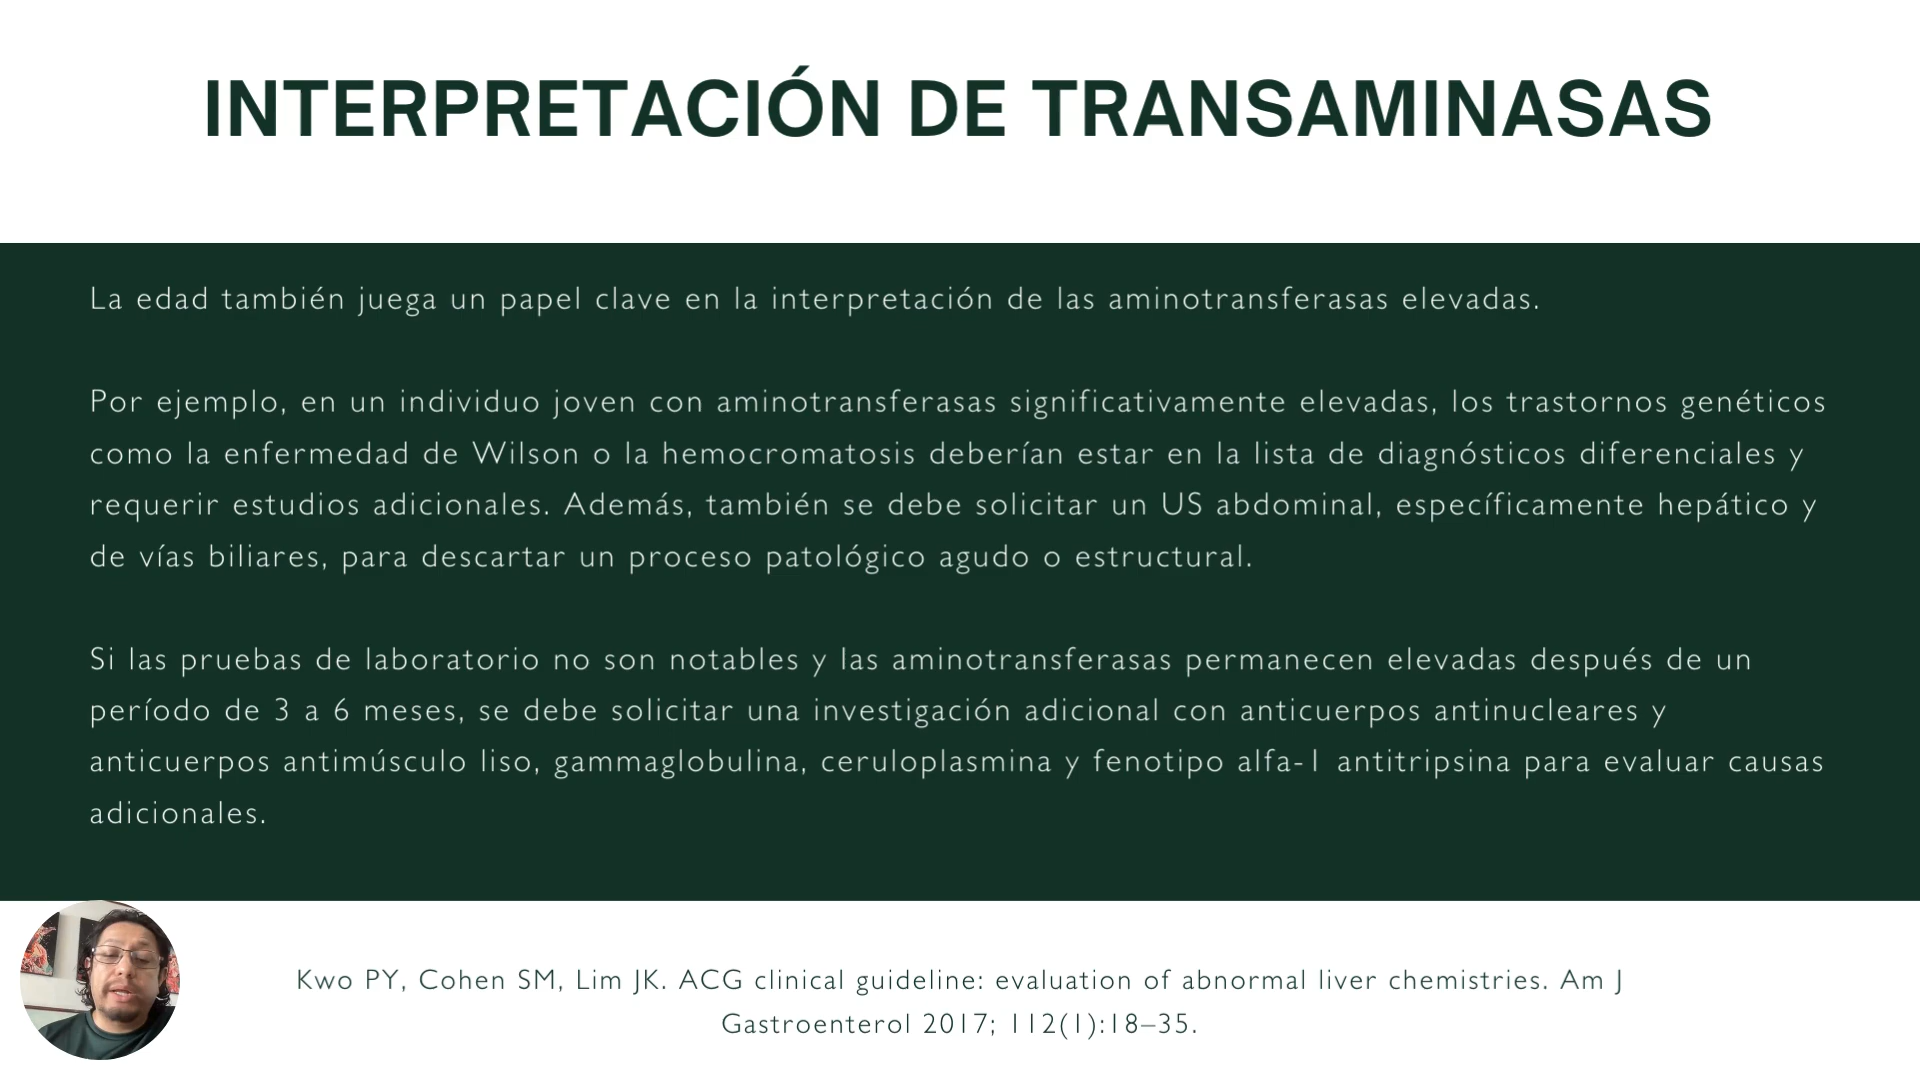 INTERPRETACIÓN DE TRANSAMINASAS
La edad también juega un papel clave en la interpretación de las aminotransferasas elevadas.
Por ejemplo, en un individuo joven con aminotransferasas significativamente elevadas, los trastornos genéticos
como la enfermedad de Wilson o la hemocromatosis deberían estar en la lista de diagnósticos diferenciales y
requerir estudios adicionales. Además, también se debe solicitar un US abdominal, específicamente hepático y
de vías biliares, para descartar un proceso patológico agudo o estructural.
Si las pruebas de laboratorio no son notables y las aminotransferasas permanecen elevadas después de un
período de 3 a 6 meses, se debe solicitar una investigación adicional con anticuerpos antinucleares y
anticuerpos antimúsculo liso, gammaglobulina, ceruloplasmina y fenotipo alfa-1 antitripsina para evaluar causas
adicionales.
Kwo PY, Cohen SM, Lim JK. ACG clinical guideline: evaluation of abnormal liver chemistries. Am J
Gastroenterol 2017; 112(1):18–35.